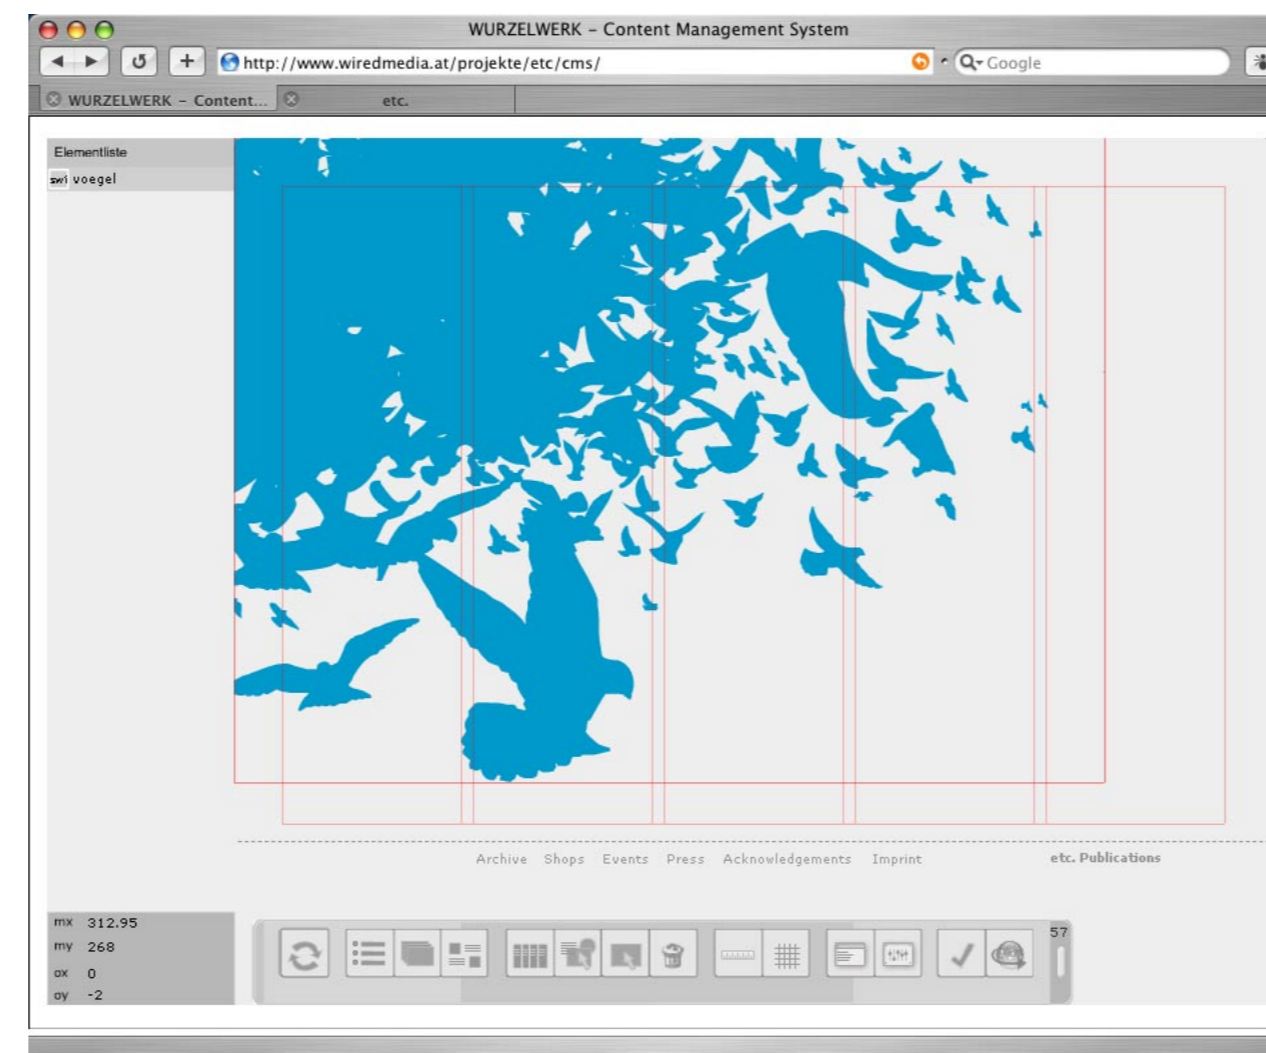 WURZELWERK – Content Management System
http://www.wiredmedia.at/projekte/etc/cms/
Google
WURZELWERK – Content...
etc.
Elementliste
swi voegel
Archive Shops Events Press Acknowledgements Imprint etc. Publications
mx 312.95
my 268
ox 0
oy -2
57